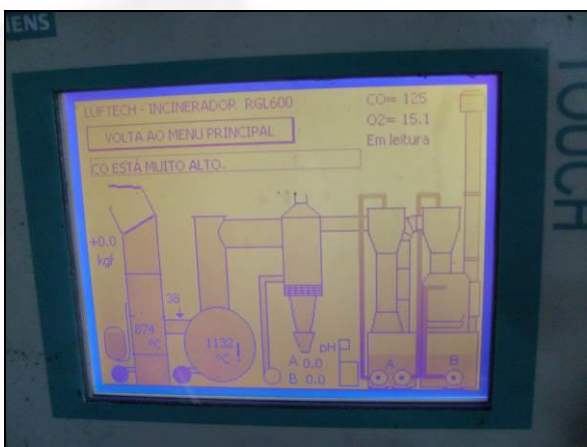 IENS
TOUCH
LUFTECH - INCINERADOR RGL600
CO= 125
O2= 15.1
VOLTA AO MENU PRINCIPAL
Em leitura
CO ESTÁ MUITO ALTO.
+0.0
kgf
38
874
ºC
1132
ºC
!
pH
A 0.0
B 0.0
A
B